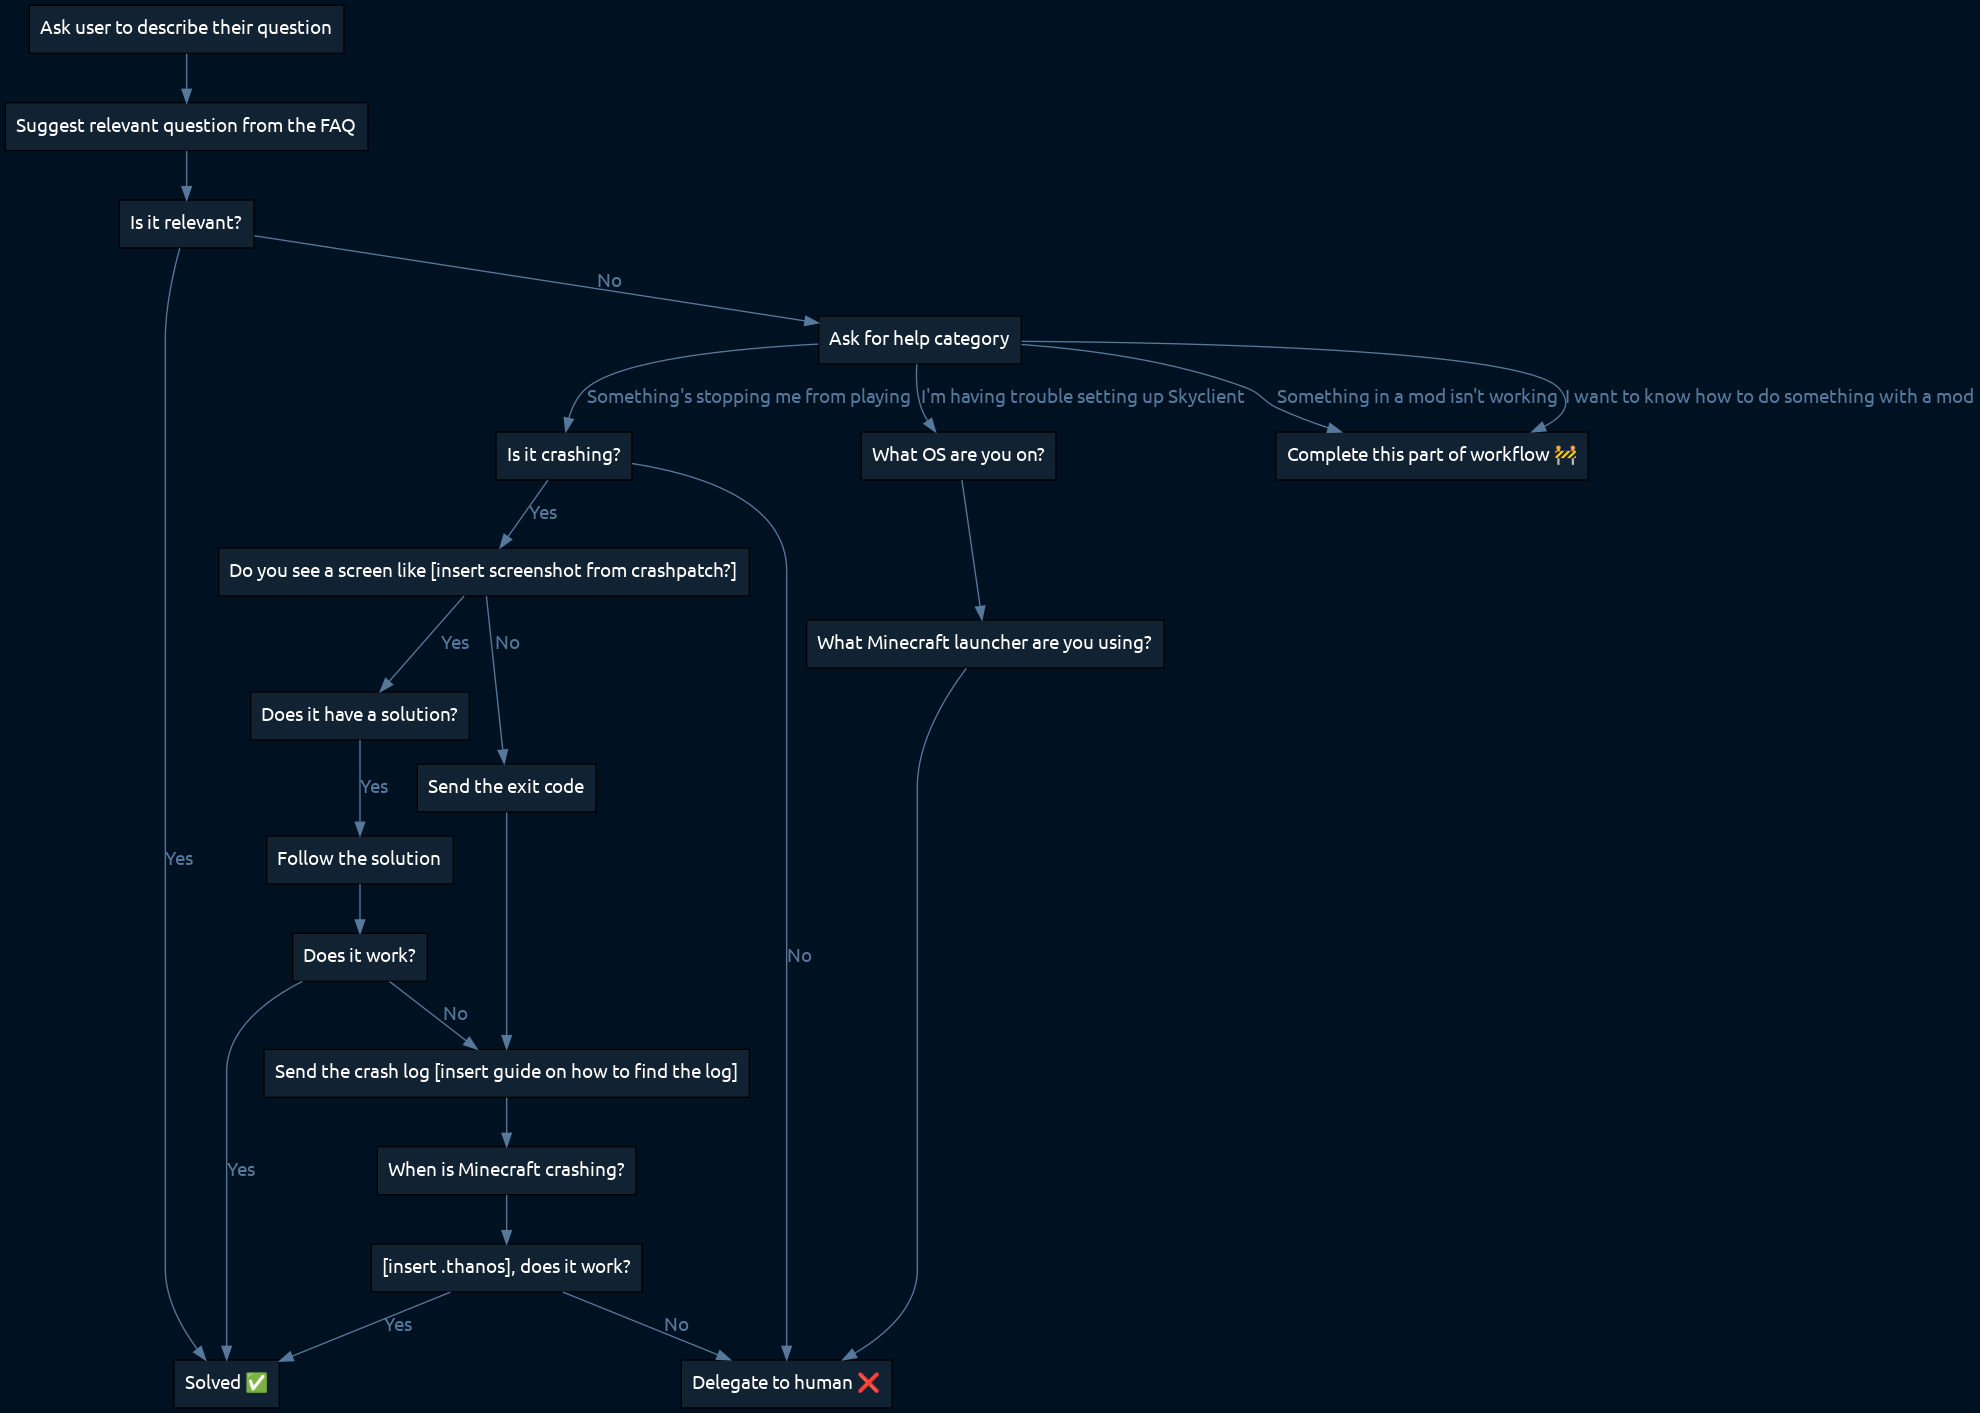 Ask user to describe their question
Suggest relevant question from the FAQ
Is it relevant?
No
Ask for help category
Something's stopping me from playing
I'm having trouble setting up Skyclient
Something in a mod isn't working
I want to know how to do something with a mod
Is it crashing?
What OS are you on?
Complete this part of workflow 🚧
Yes
Do you see a screen like [insert screenshot from crashpatch?]
Yes
No
What Minecraft launcher are you using?
Does it have a solution?
Yes
Send the exit code
Yes
Follow the solution
Does it work?
No
No
Send the crash log [insert guide on how to find the log]
Yes
When is Minecraft crashing?
[insert .thanos], does it work?
Yes
No
Solved ✅
Delegate to human ❌